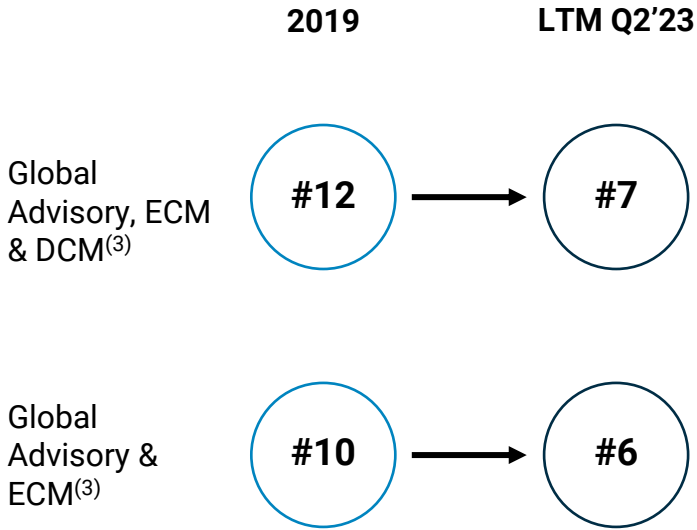 2019 LTM Q2’23
Global
Advisory, ECM
& DCM(3)
#12 #7
Global
Advisory &
ECM(3)
#10 #6